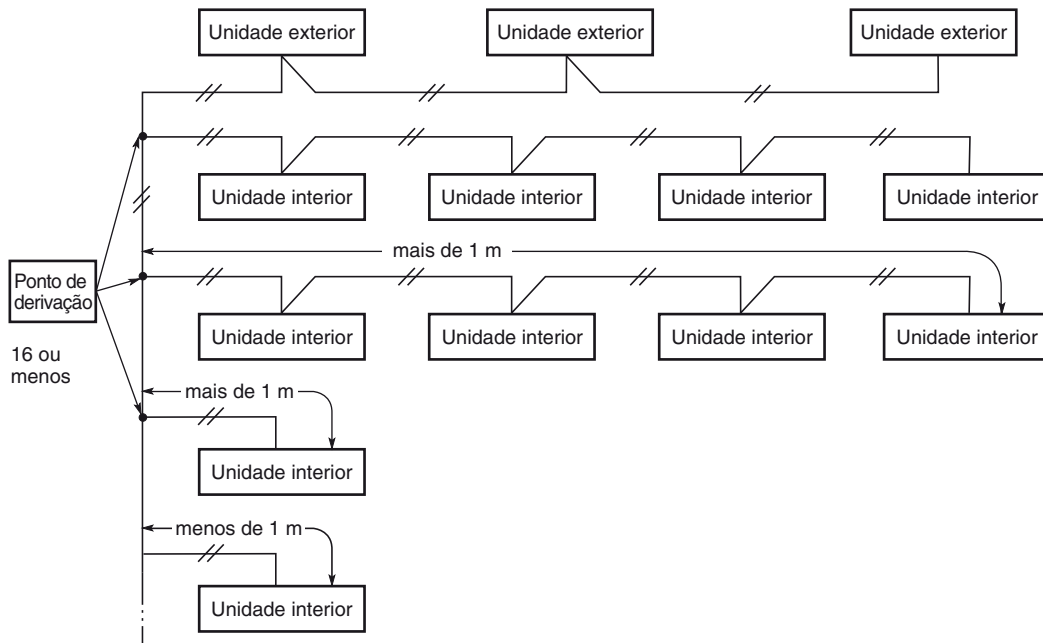 Unidade exterior
Unidade exterior
Unidade exterior
Unidade interior
Unidade interior
Unidade interior
Unidade interior
mais de 1 m
Ponto de
derivação
16 ou
menos
Unidade interior
Unidade interior
Unidade interior
Unidade interior
mais de 1 m
Unidade interior
menos de 1 m
Unidade interior